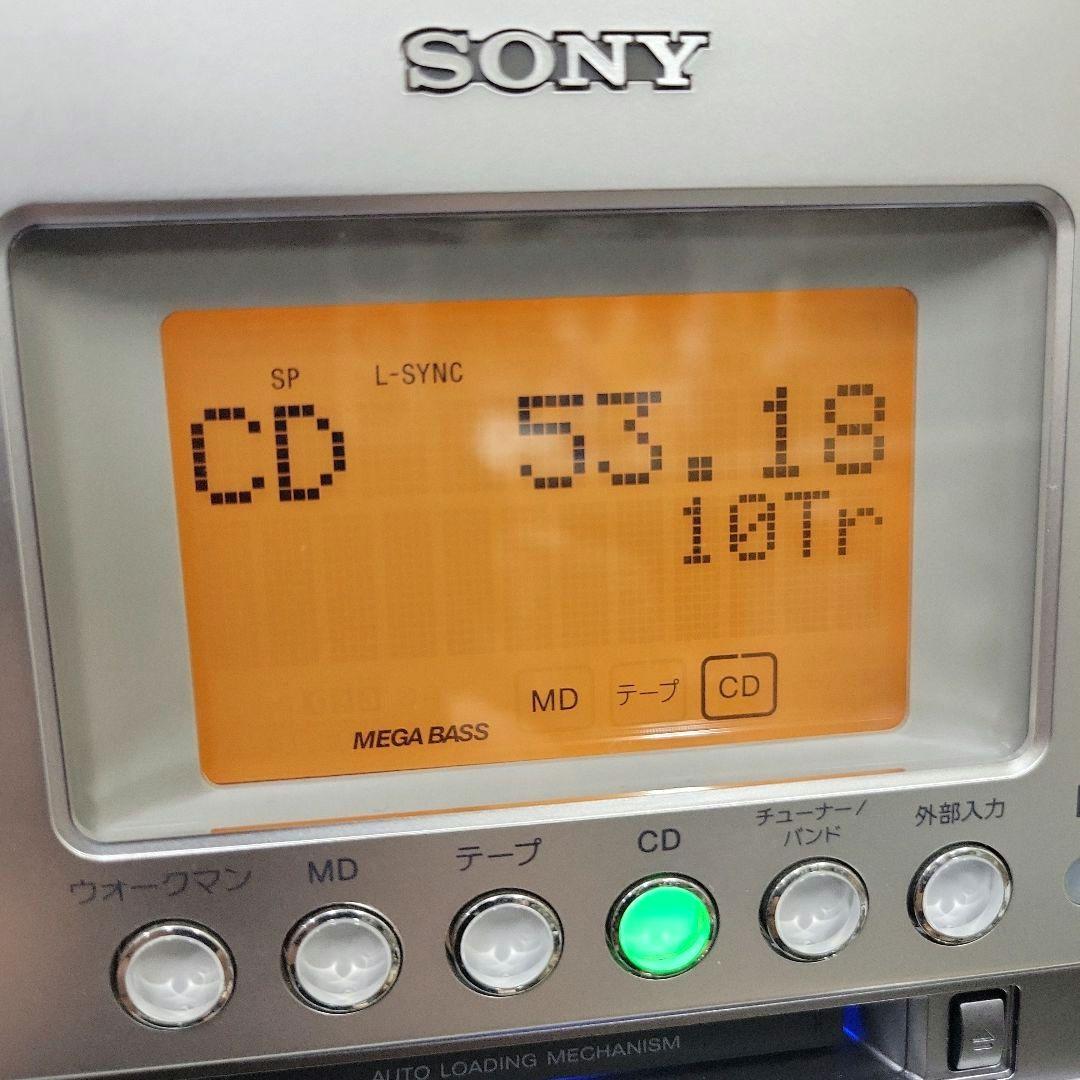 SONY
SP L-SYNC
CD 53.18
10Tr
MD テープ CD
MEGA BASS
ウオークマン MD テープ CD チューナー/バンド 外部入力
AUTO LOADING MECHANISM